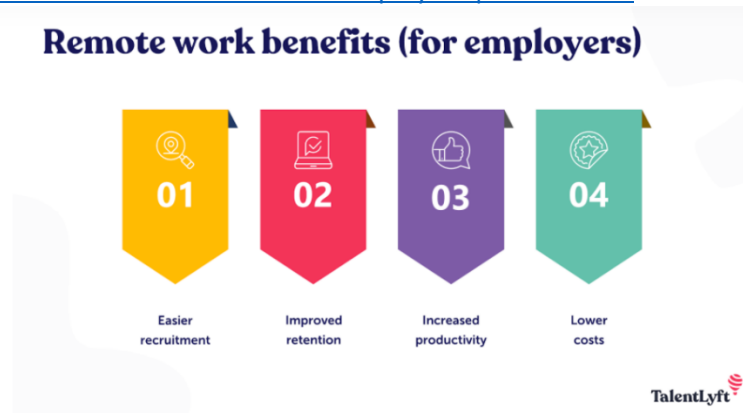 Remote work benefits (for employers)
01
02
03
04
Easier
recruitment
Improved
retention
Increased
productivity
Lower
costs
TalentLyft